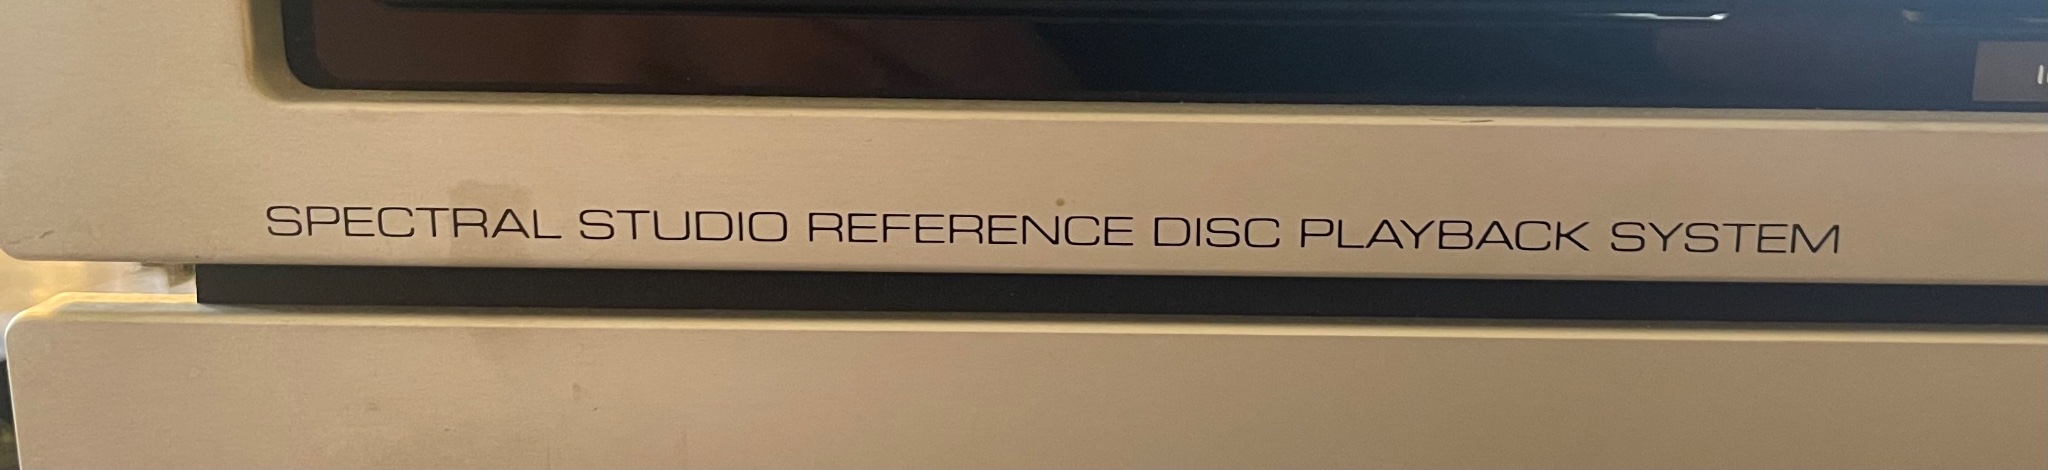 SPECTRAL STUDIO REFERENCE DISC PLAYBACK SYSTEM